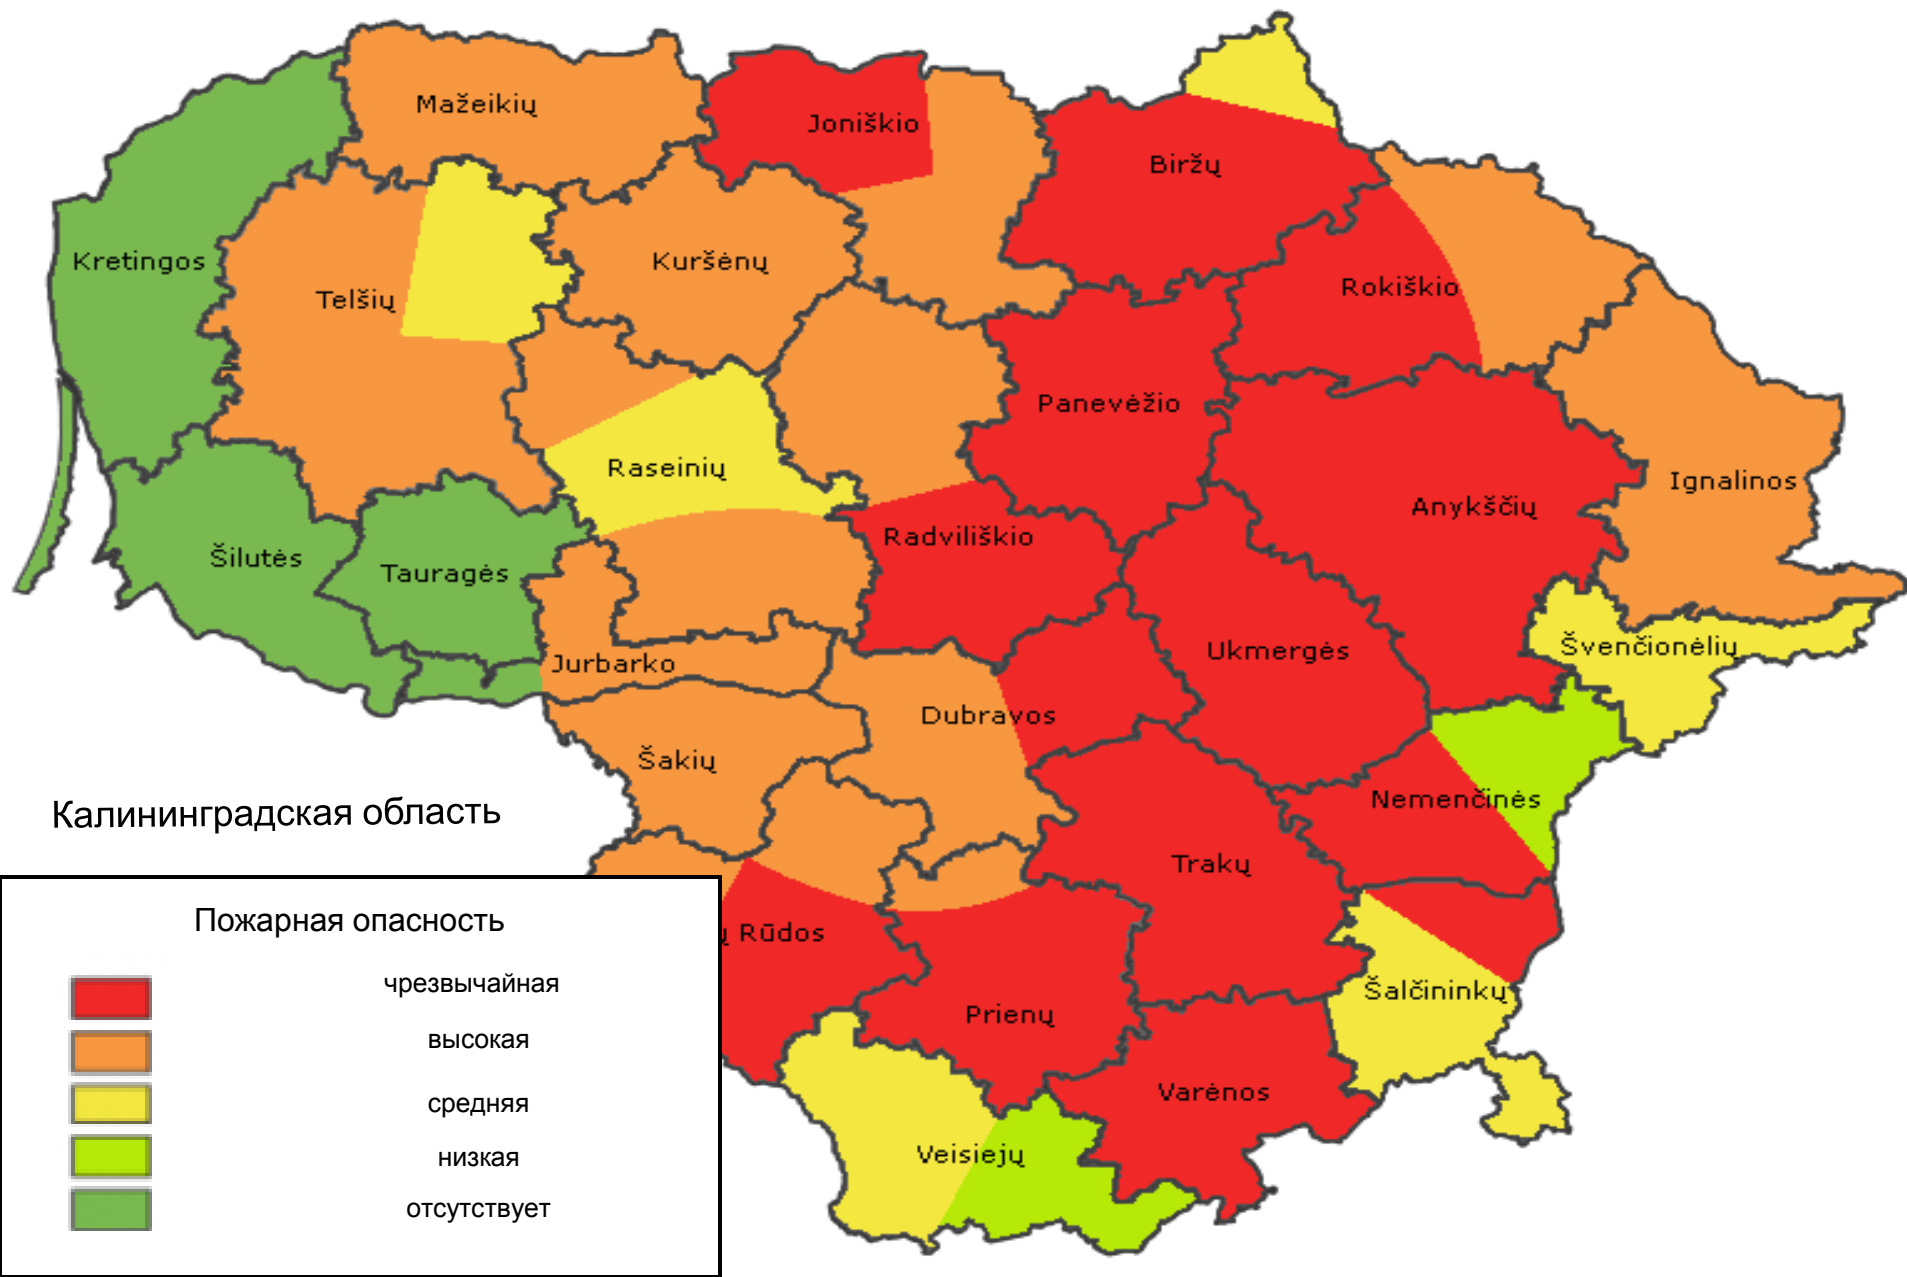 Mažeikių
Joniškio
Biržų
Kretingos
Telšių
Kuršėnų
Rokiškio
Panevėžio
Raseinių
Ignalinos
Anykščių
Radviliškio
Šilutės
Tauragės
Švenčionėlių
Ukmergės
Jurbarko
Dubravos
Šakių
Nemenčinės
Калининградская область
Trakų
ų Rūdos
Šalčininkų
Prienų
Varėnos
Veisiejų
Пожарная опасность
чрезвычайная
высокая
средняя
низкая
отсутствует